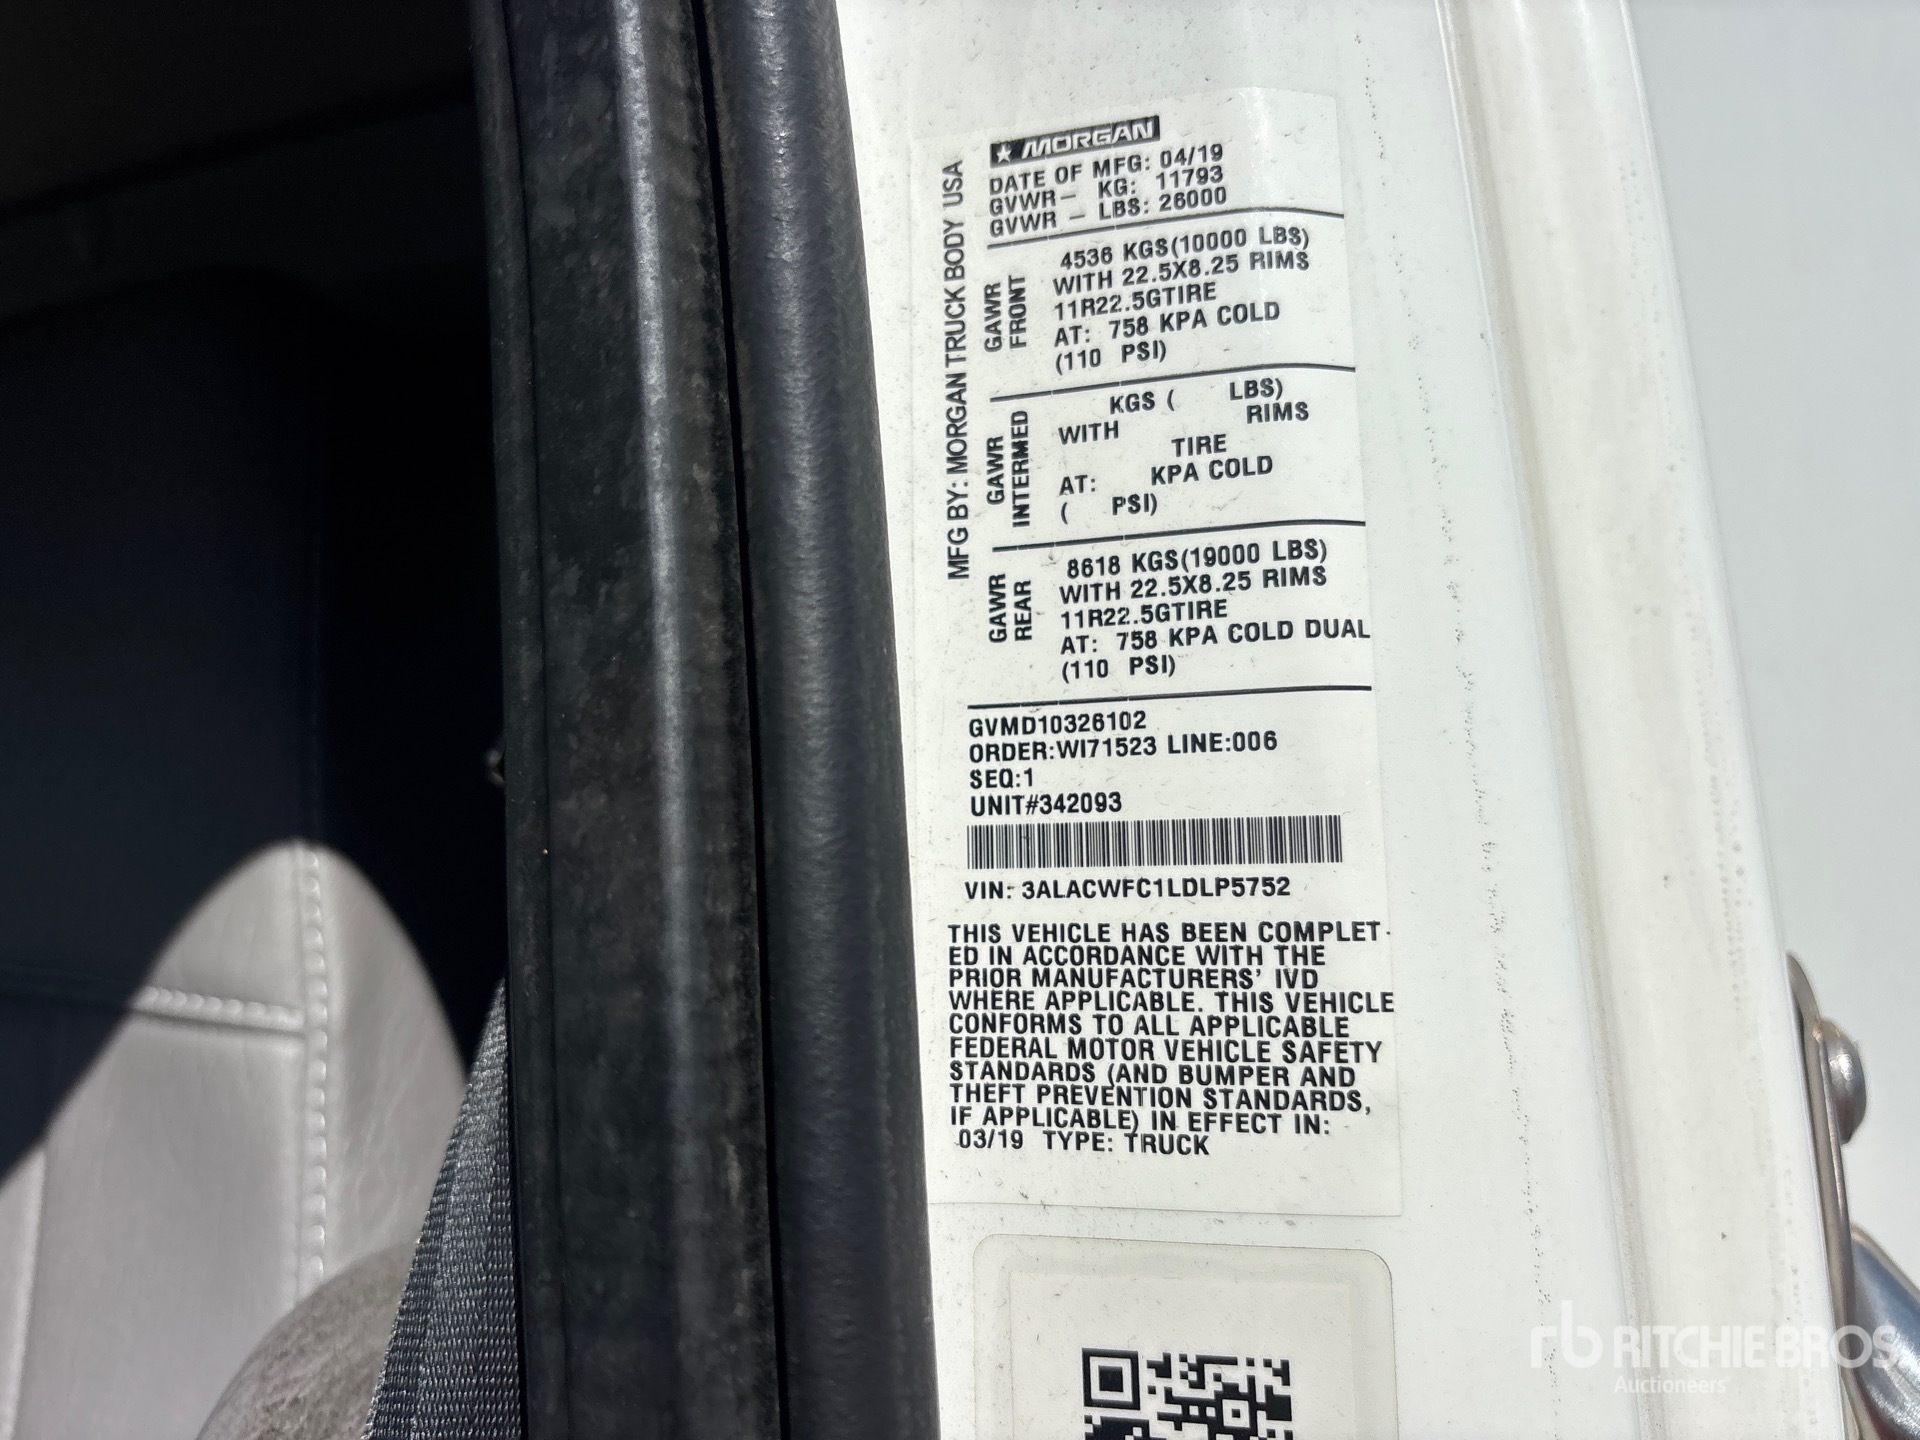 MORGAN
DATE OF MFG: 04/19
GVWR- KG: 11793
GVWR - LBS: 26000
MFG BY: MORGAN TRUCK BODY USA
GAWR
FRONT
4536 KGS(10000 LBS)
WITH 22.5X8.25 RIMS
11R22.5GTIRE
AT: 758 KPA COLD
(110 PSI)
GAWR
INTERMED
KGS ( LBS)
WITH RIMS
TIRE
AT: KPA COLD
( PSI)
GAWR
REAR
8618 KGS(19000 LBS)
WITH 22.5X8.25 RIMS
11R22.5GTIRE
AT: 758 KPA COLD DUAL
(110 PSI)
GVMD10326102
ORDER:WI71523 LINE:006
SEQ:1
UNIT#342093
VIN: 3ALACWFC1LDLP5752
THIS VEHICLE HAS BEEN COMPLET-
ED IN ACCORDANCE WITH THE
PRIOR MANUFACTURERS' IVD
WHERE APPLICABLE. THIS VEHICLE
CONFORMS TO ALL APPLICABLE
FEDERAL MOTOR VEHICLE SAFETY
STANDARDS (AND BUMPER AND
THEFT PREVENTION STANDARDS,
IF APPLICABLE) IN EFFECT IN:
03/19 TYPE: TRUCK
rb RITCHIE BROS
Auctioneers